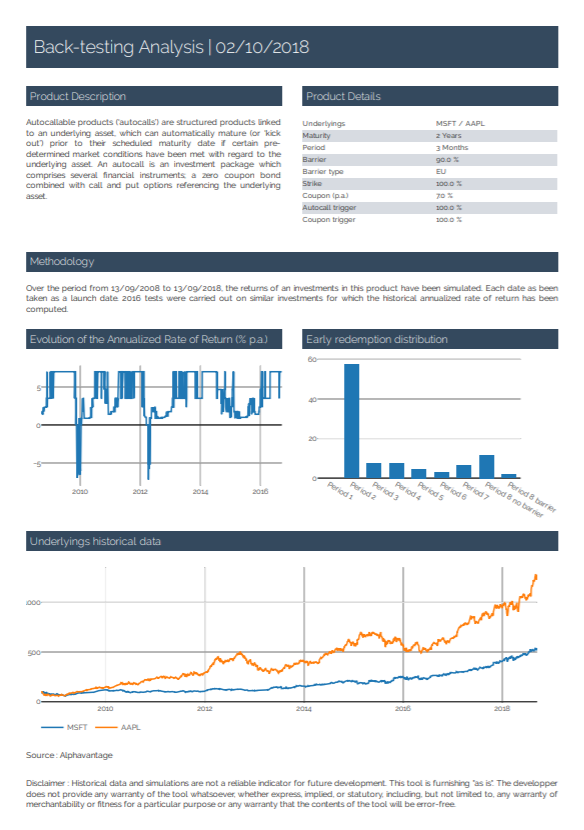 Back-testing Analysis | 02/10/2018
Product Description
Autocallable products ('autocalls') are structured products linked
to an underlying asset, which can automatically mature (or 'kick
out') prior to their scheduled maturity date if certain pre-
determined market conditions have been met with regard to the
underlying asset. An autocall is an investment package which
comprises several financial instruments; a zero coupon bond
combined with call and put options referencing the underlying
asset.
Product Details
Underlyings MSFT / AAPL
Maturity 2 Years
Period 3 Months
Barrier 90.0 %
Barrier type EU
Strike 100.0 %
Coupon (p.a.) 7.0 %
Autocall trigger 100.0 %
Coupon trigger 100.0 %
Methodology
Over the period from 13/09/2008 to 13/09/2018, the returns of an investments in this product have been simulated. Each date as been
taken as a launch date. 2016 tests were carried out on similar investments for which the historical annualized rate of return has been
computed.
Evolution of the Annualized Rate of Return (% p.a.)
5
0
−5
2010 2012 2014 2016
Early redemption distribution
60
40
20
0
Period 1
Period 2
Period 3
Period 4
Period 5
Period 6
Period 7
Period 8 no barrier
Period 8 barrier
Underlyings historical data
1000
500
0
2010 2012 2014 2016 2018
MSFT AAPL
Source : Alphavantage
Disclaimer : Historical data and simulations are not a reliable indicator for future development. This tool is furnishing "as is". The developper
does not provide any warranty of the tool whatsoever, whether express, implied, or statutory, including, but not limited to, any warranty of
merchantability or fitness for a particular purpose or any warranty that the contents of the tool will be error-free.